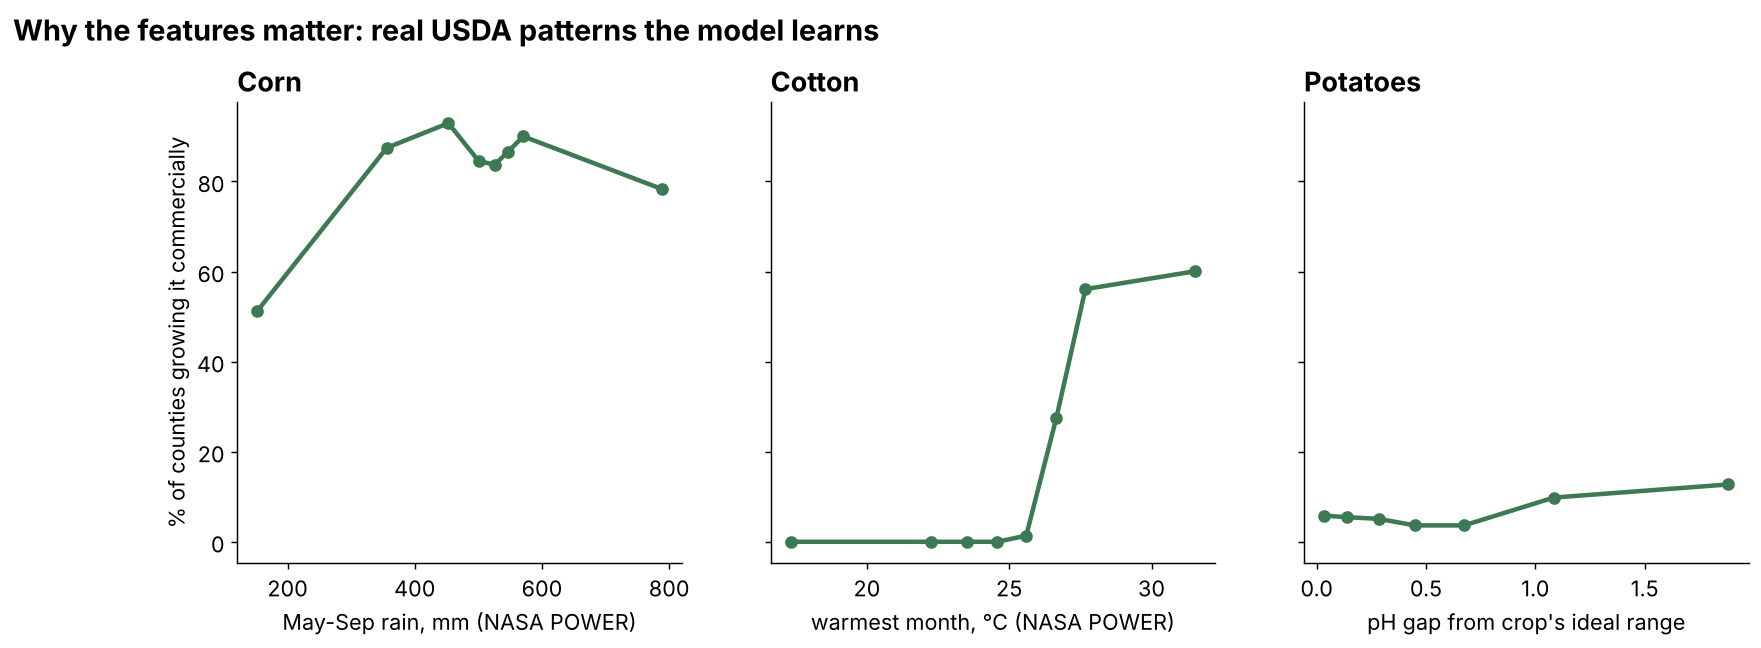 Why the features matter: real USDA patterns the model learns
Corn
% of counties growing it commercially
80
60
40
20
0
200 400 600 800
May-Sep rain, mm (NASA POWER)
Cotton
20 25 30
warmest month, °C (NASA POWER)
Potatoes
0.0 0.5 1.0 1.5
pH gap from crop's ideal range